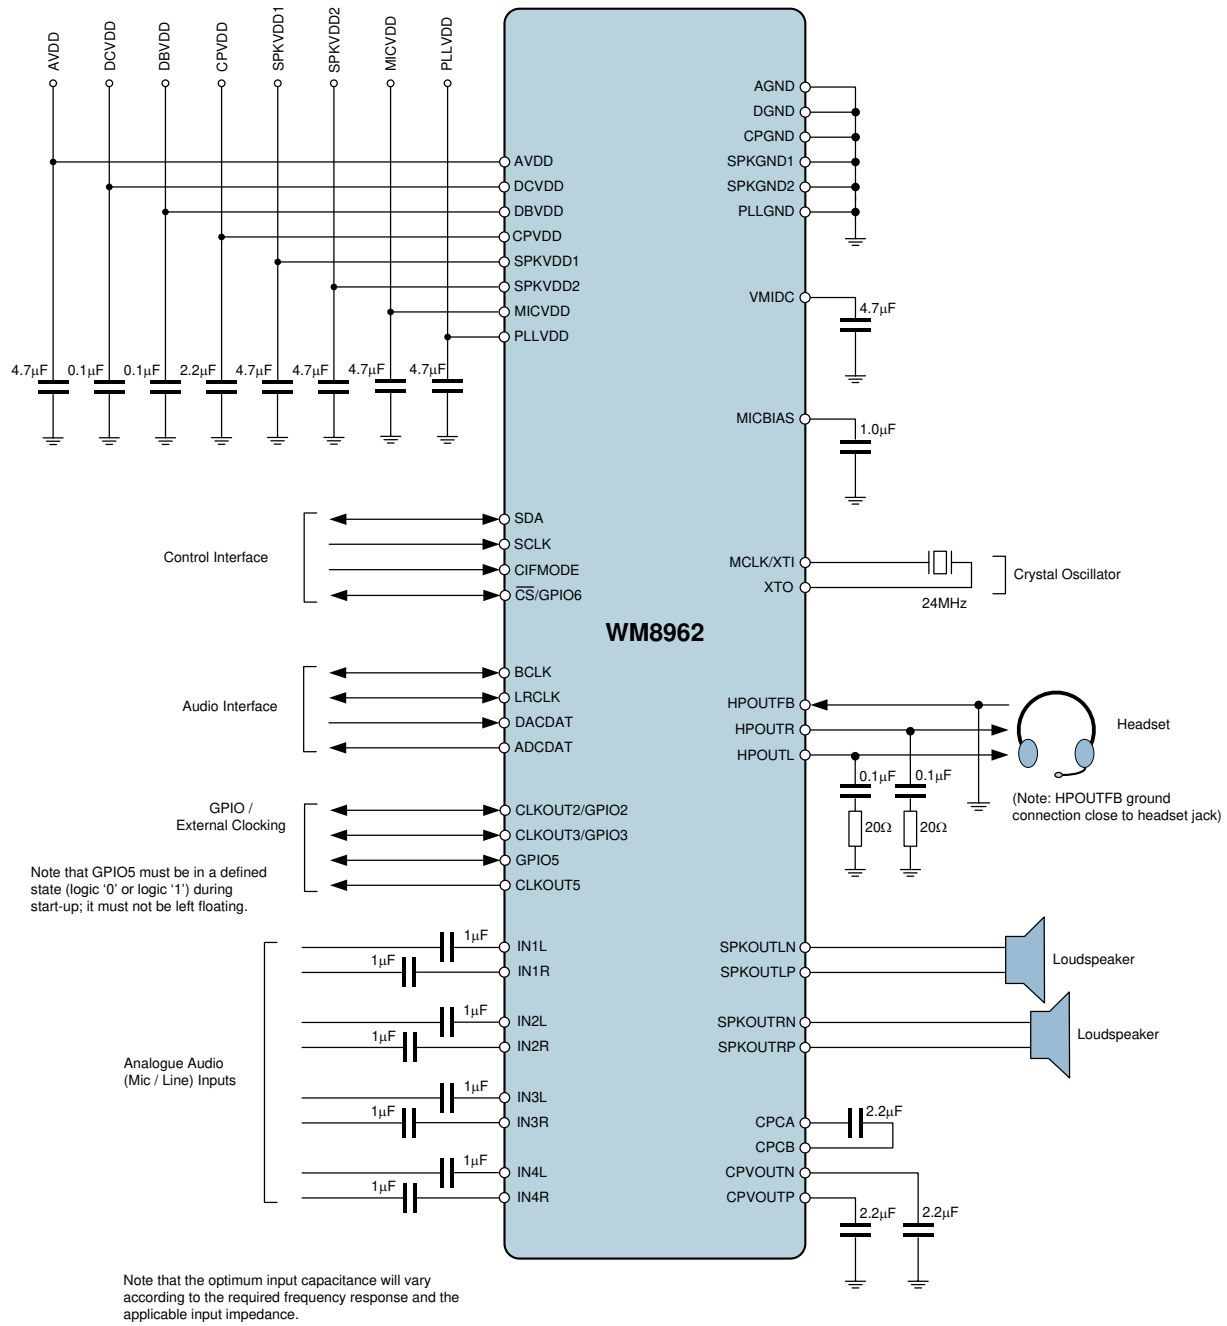 AVDD
DCVDD
DBVDD
CPVDD
SPKVDD1
SPKVDD2
MICVDD
PLLVDD
AVDD
DCVDD
DBVDD
CPVDD
SPKVDD1
SPKVDD2
MICVDD
PLLVDD
4.7µF
0.1µF
0.1µF
2.2µF
4.7µF
4.7µF
4.7µF
4.7µF
AGND
DGND
CPGND
SPKGND1
SPKGND2
PLLGND
VMIDC
4.7µF
MICBIAS
1.0µF
Control Interface
SDA
SCLK
CIFMODE
C̅S̅/GPIO6
MCLK/XTI
XTO
24MHz
Crystal Oscillator
WM8962
Audio Interface
BCLK
LRCLK
DACDAT
ADCDAT
HPOUTFB
HPOUTR
HPOUTL
0.1µF
0.1µF
20Ω
20Ω
Headset
(Note: HPOUTFB ground
connection close to headset jack)
GPIO /
External Clocking
CLKOUT2/GPIO2
CLKOUT3/GPIO3
GPIO5
CLKOUT5
Note that GPIO5 must be in a defined
state (logic ‘0’ or logic ‘1’) during
start-up; it must not be left floating.
Analogue Audio
(Mic / Line) Inputs
1µF
IN1L
1µF
IN1R
1µF
IN2L
1µF
IN2R
1µF
IN3L
1µF
IN3R
1µF
IN4L
1µF
IN4R
SPKOUTLN
SPKOUTLP
Loudspeaker
SPKOUTRN
SPKOUTRP
Loudspeaker
CPCA
2.2µF
CPCB
CPVOUTN
CPVOUTP
2.2µF
2.2µF
Note that the optimum input capacitance will vary
according to the required frequency response and the
applicable input impedance.